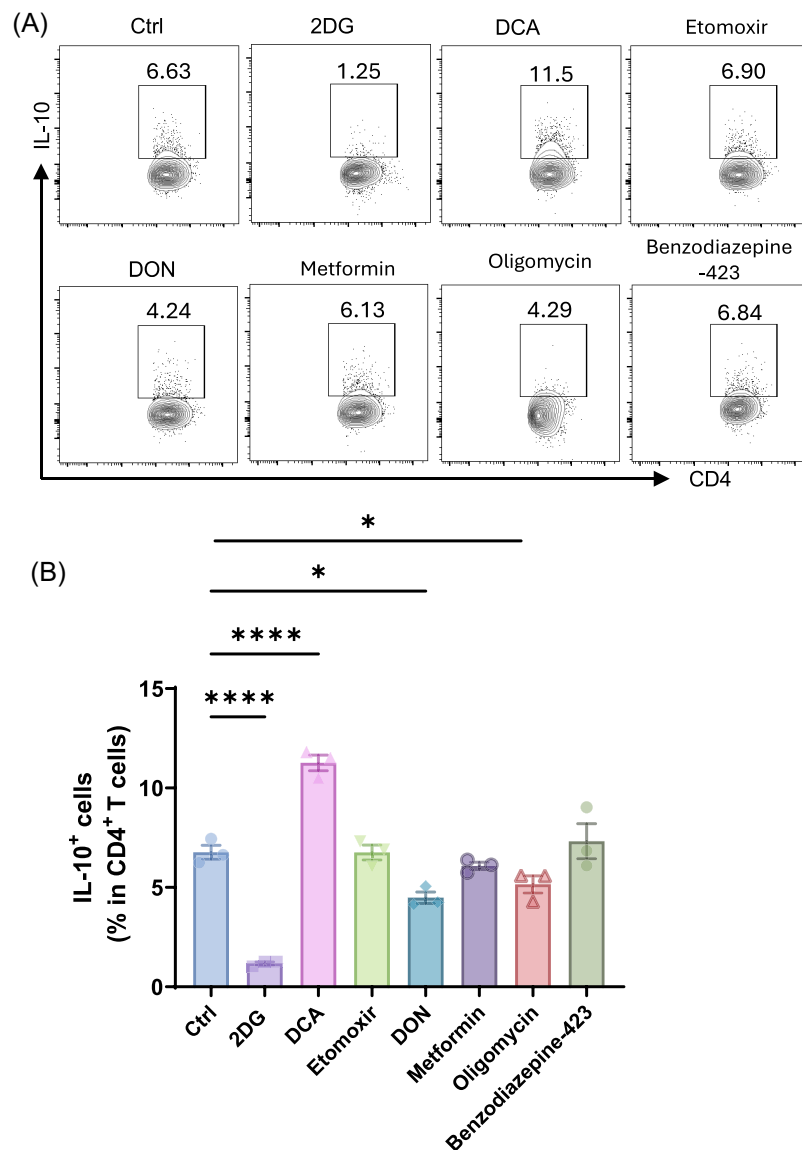 (A)
Ctrl
2DG
DCA
Etomoxir
6.63
1.25
11.5
6.90
IL-10
DON
Metformin
Oligomycin
Benzodiazepine
-423
4.24
6.13
4.29
6.84
CD4
(B)
*
*
****
****
15
10
5
0
IL-10⁺ cells
(% in CD4⁺ T cells)
Ctrl
2DG
DCA
Etomoxir
DON
Metformin
Oligomycin
Benzodiazepine-423